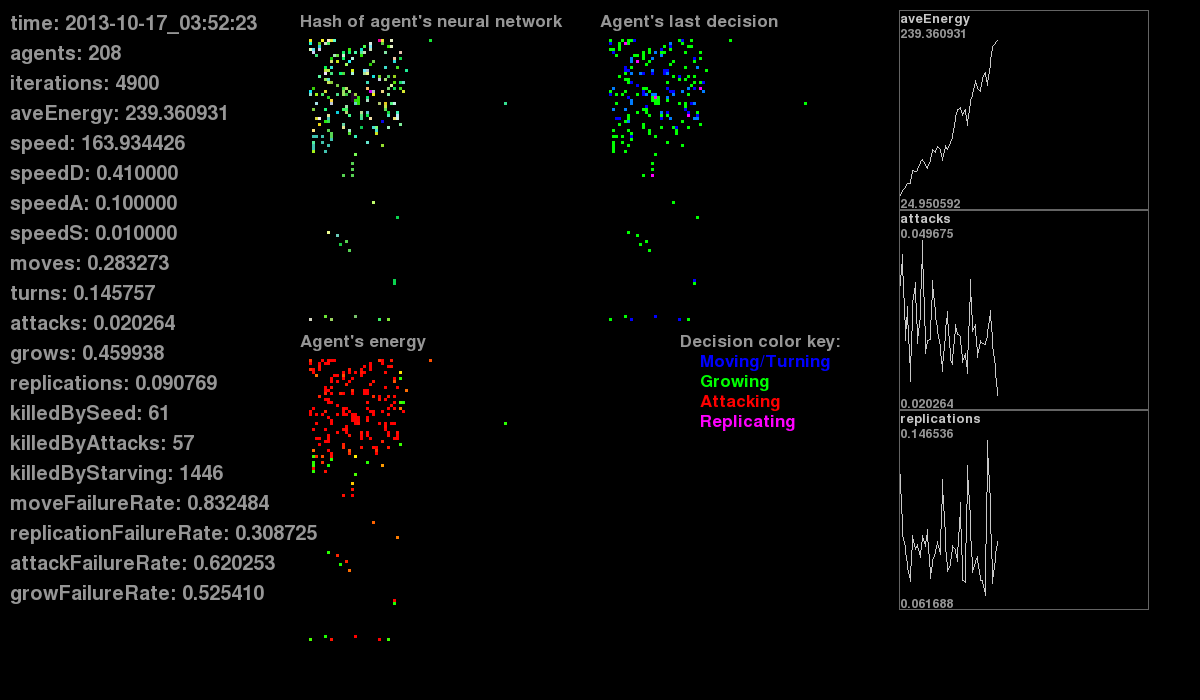 time: 2013-10-17_03:52:23
agents: 208
iterations: 4900
aveEnergy: 239.360931
speed: 163.934426
speedD: 0.410000
speedA: 0.100000
speedS: 0.010000
moves: 0.283273
turns: 0.145757
attacks: 0.020264
grows: 0.459938
replications: 0.090769
killedBySeed: 61
killedByAttacks: 57
killedByStarving: 1446
moveFailureRate: 0.832484
replicationFailureRate: 0.308725
attackFailureRate: 0.620253
growFailureRate: 0.525410
Hash of agent's neural network
Agent's last decision
Agent's energy
Decision color key:
Moving/Turning
Growing
Attacking
Replicating
aveEnergy
239.360931
24.950592
attacks
0.049675
0.020264
replications
0.146536
0.061688